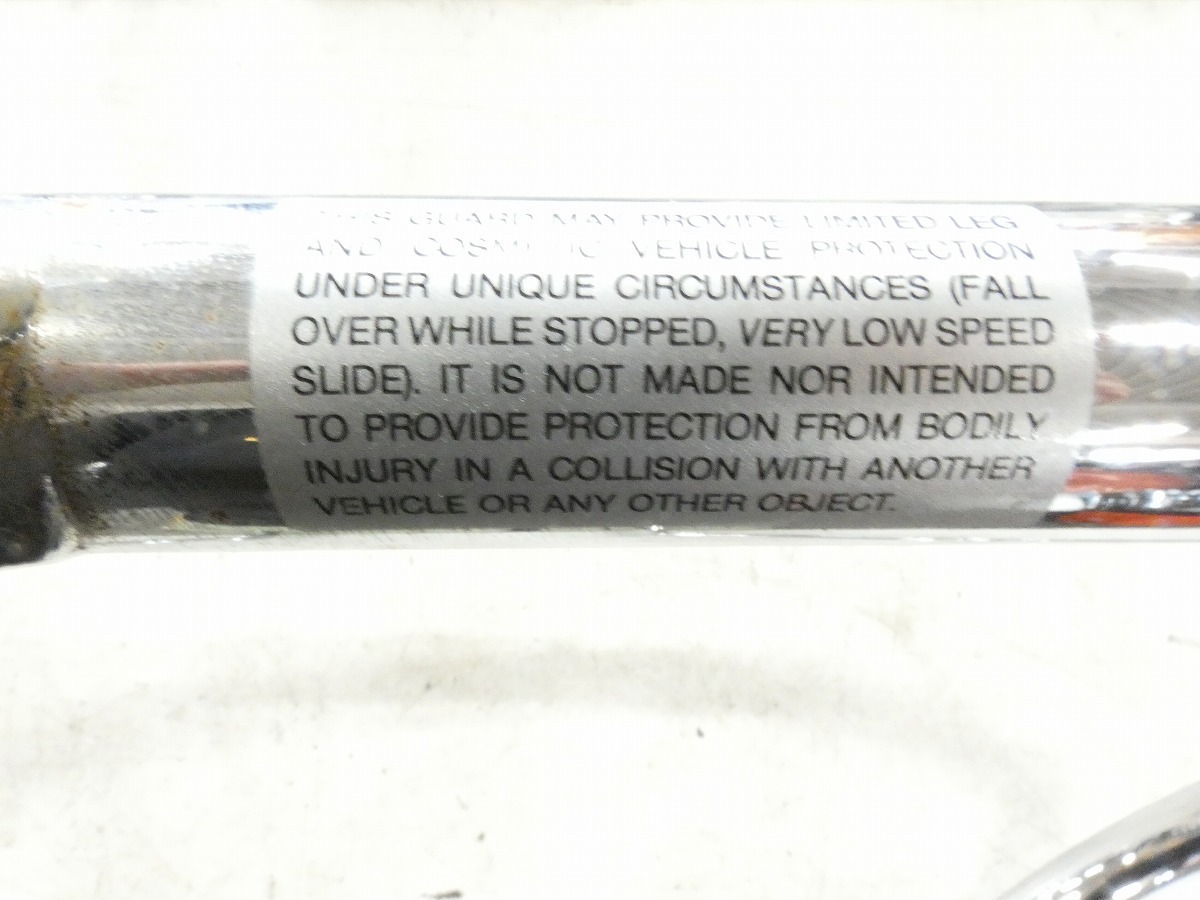 THIS GUARD MAY PROVIDE LIMITED LEG
AND COSMETIC VEHICLE PROTECTION
UNDER UNIQUE CIRCUMSTANCES (FALL
OVER WHILE STOPPED, VERY LOW SPEED
SLIDE). IT IS NOT MADE NOR INTENDED
TO PROVIDE PROTECTION FROM BODILY
INJURY IN A COLLISION WITH ANOTHER
VEHICLE OR ANY OTHER OBJECT.